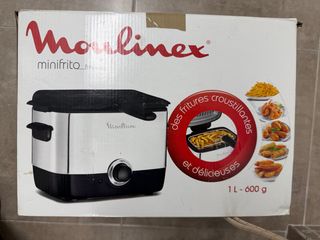 Moulinex
minifrito
Moulinex
des fritures croustillantes
et délicieuses
1 L - 600 g